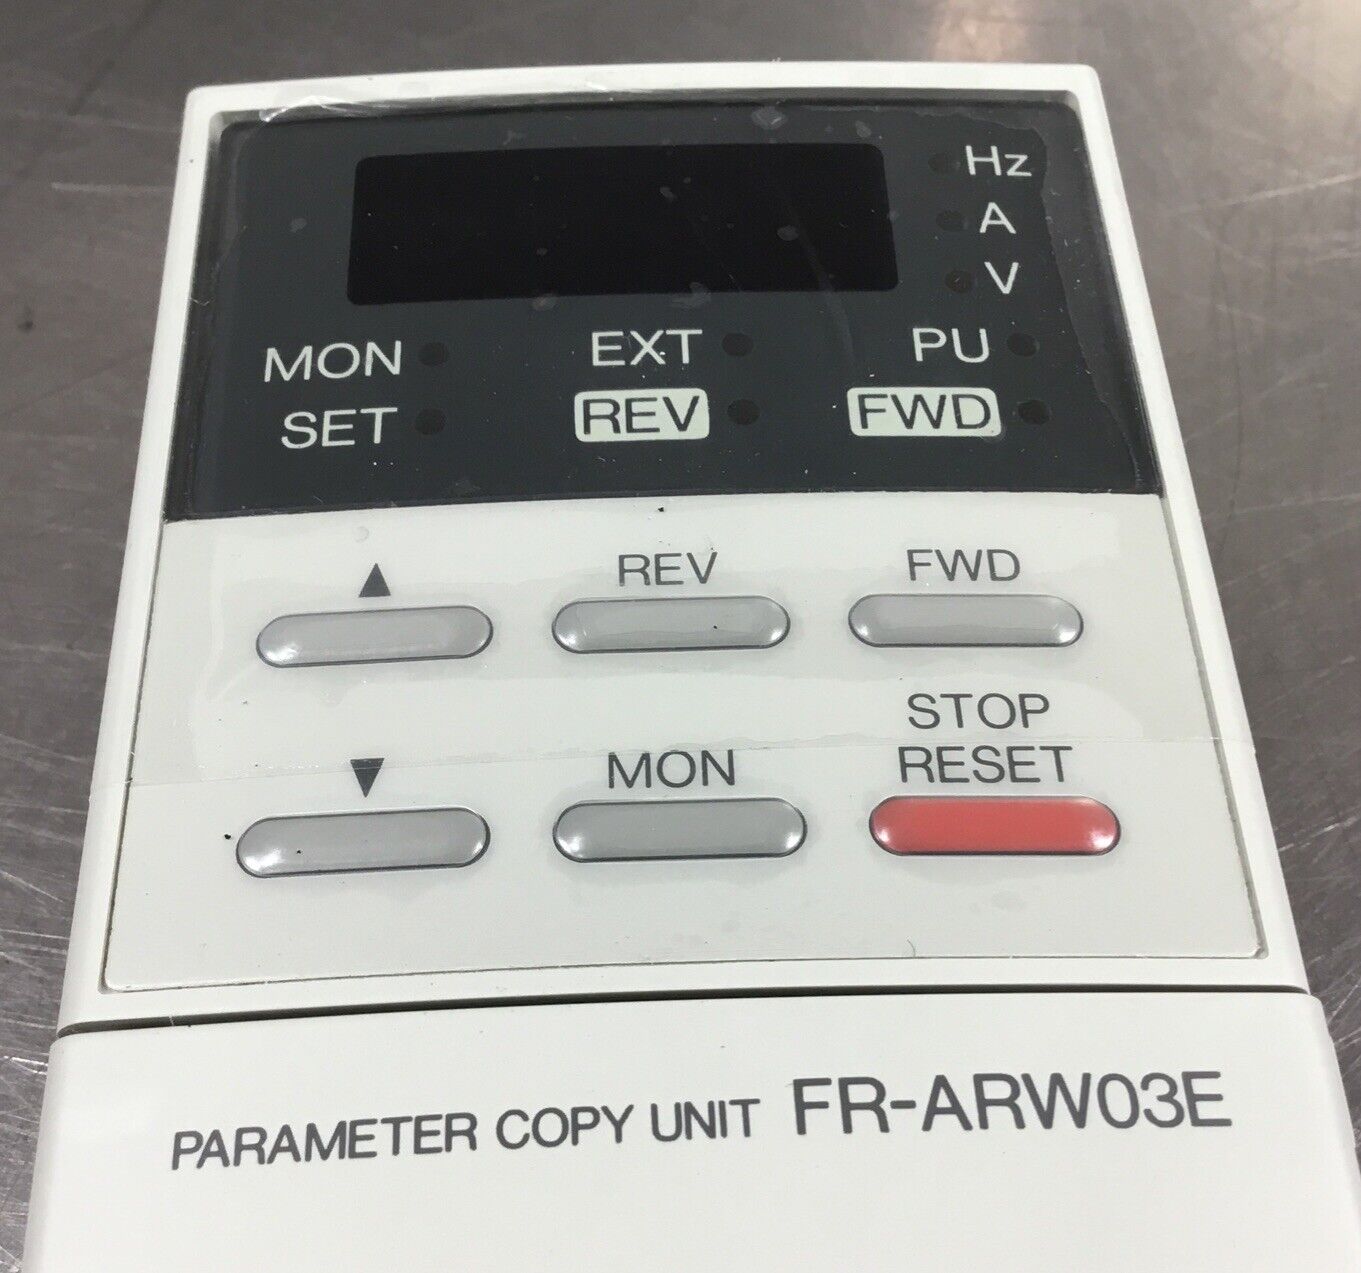 Hz
A
V
MON EXT PU
SET REV FWD
▲ REV FWD
STOP
▼ MON RESET
PARAMETER COPY UNIT FR-ARW03E